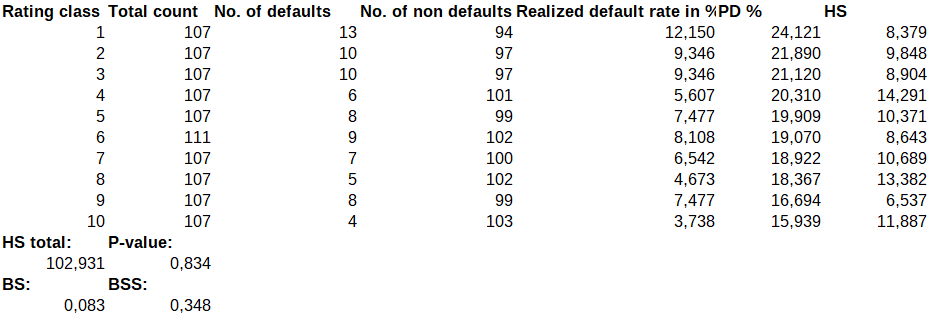 Rating class Total count No. of defaults No. of non defaults Realized default rate in % PD % HS
1 107 13 94 12,150 24,121 8,379
2 107 10 97 9,346 21,890 9,848
3 107 10 97 9,346 21,120 8,904
4 107 6 101 5,607 20,310 14,291
5 107 8 99 7,477 19,909 10,371
6 111 9 102 8,108 19,070 8,643
7 107 7 100 6,542 18,922 10,689
8 107 5 102 4,673 18,367 13,382
9 107 8 99 7,477 16,694 6,537
10 107 4 103 3,738 15,939 11,887
HS total: P-value:
102,931 0,834
BS: BSS:
0,083 0,348